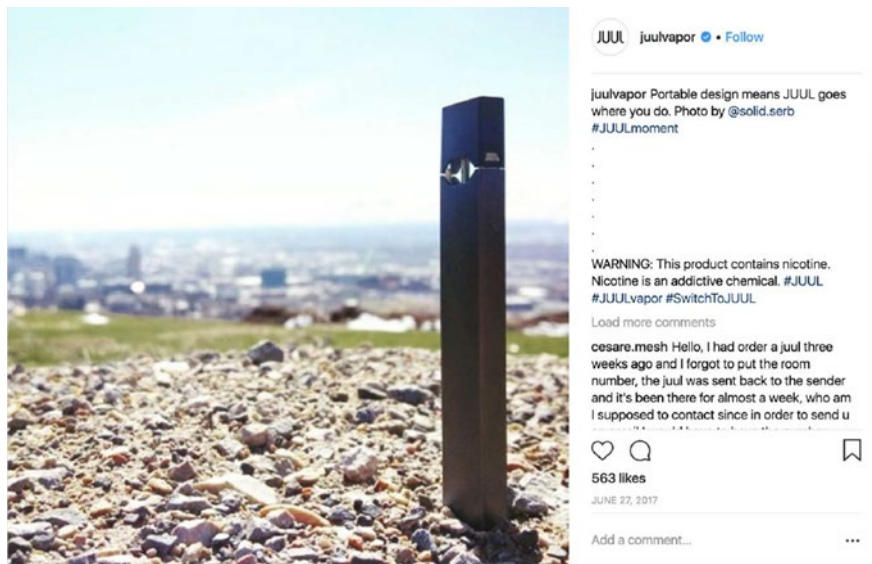 JUUL juulvapor • Follow
juulvapor Portable design means JUUL goes
where you do. Photo by @solid.serb
#JUULmoment
.
.
.
.
.
.
.
WARNING: This product contains nicotine.
Nicotine is an addictive chemical. #JUUL
#JUULvapor #SwitchToJUUL
Load more comments
cesare.mesh Hello, I had order a juul three
weeks ago and I forgot to put the room
number, the juul was sent back to the sender
and it's been there for almost a week, who am
I supposed to contact since in order to send u
563 likes
JUNE 27, 2017
Add a comment...